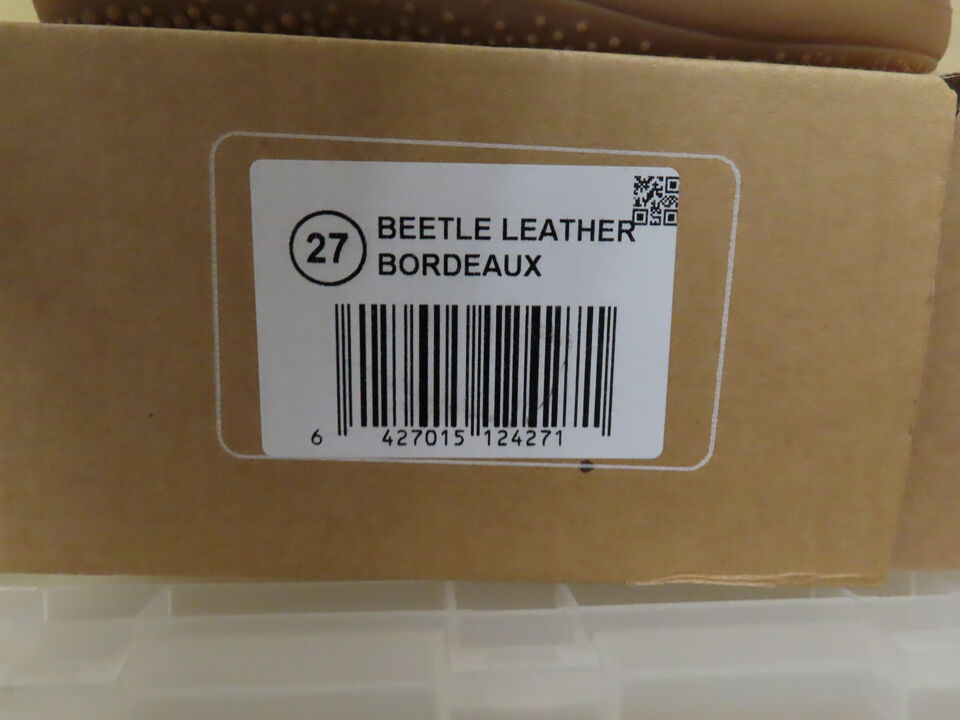 27
BEETLE LEATHER
BORDEAUX
6 427015 124271